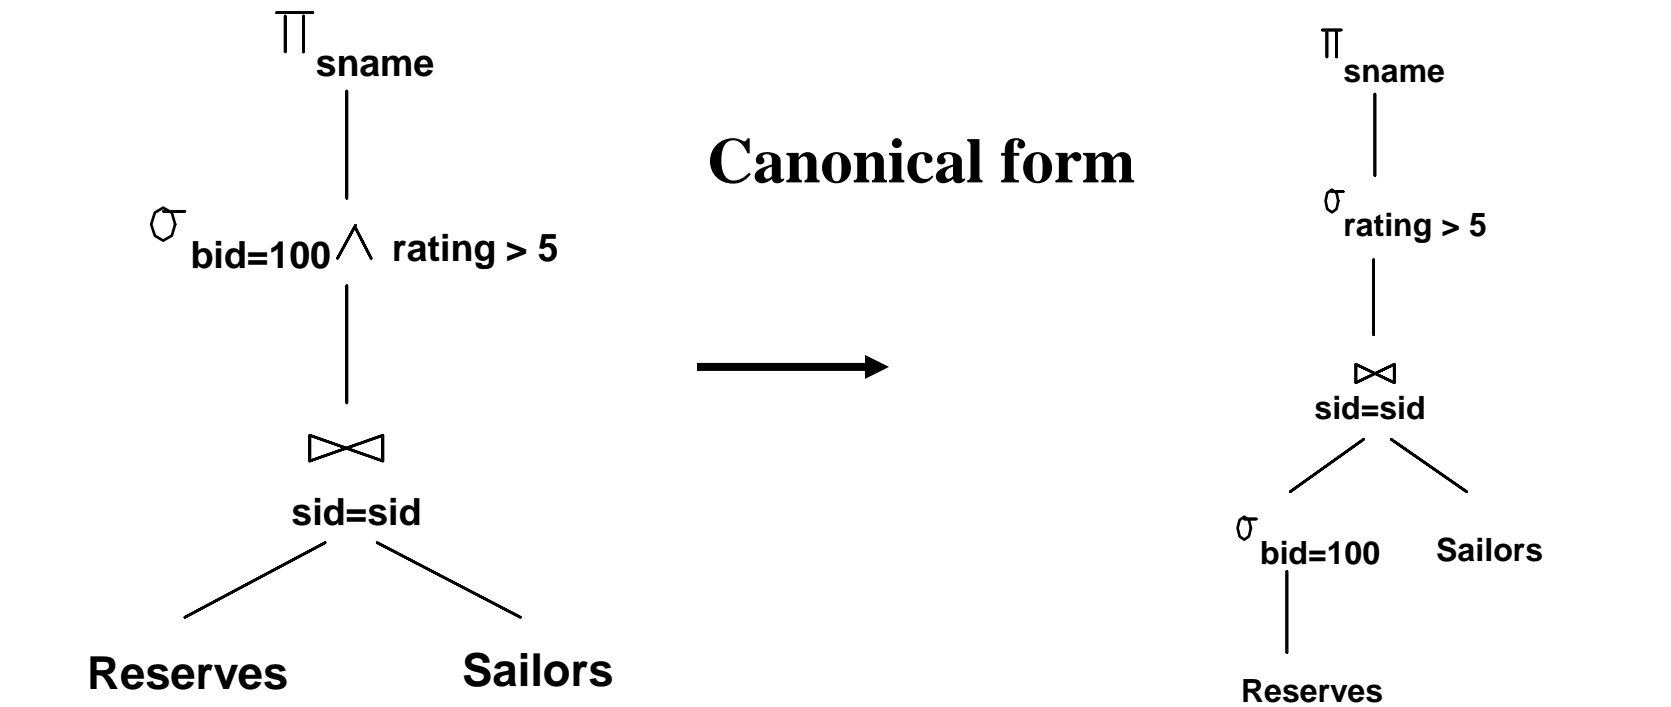 π sname
σ bid=100 ∧ rating > 5
⋈
sid=sid
Reserves
Sailors
Canonical form
π sname
σ rating > 5
⋈
sid=sid
σ bid=100
Sailors
Reserves